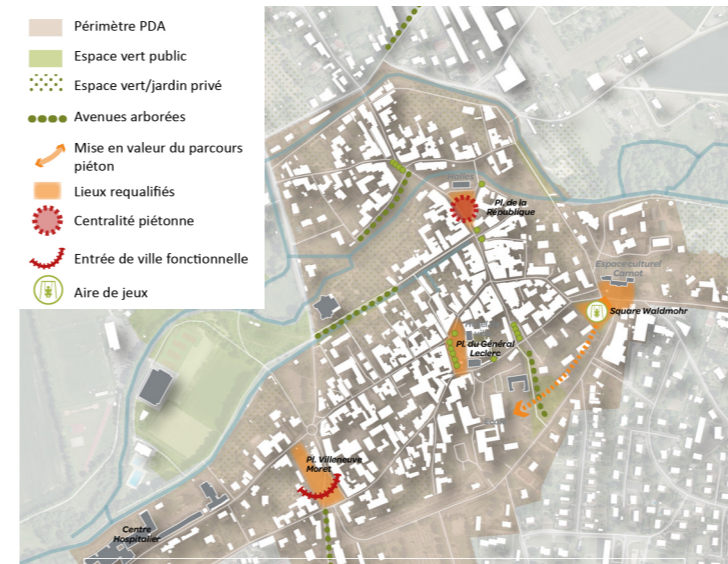 Périmètre PDA
Espace vert public
Espace vert/jardin privé
Avenues arborées
Mise en valeur du parcours
piéton
Lieux requalifiés
Centralité piétonne
Entrée de ville fonctionnelle
Aire de jeux
Halles
Pl. de la
République
Espace culturel
Carnot
Square Waldmohr
Pl. du Général
Leclerc
Pl. Villeneuve
Moret
Centre
Hospitalier